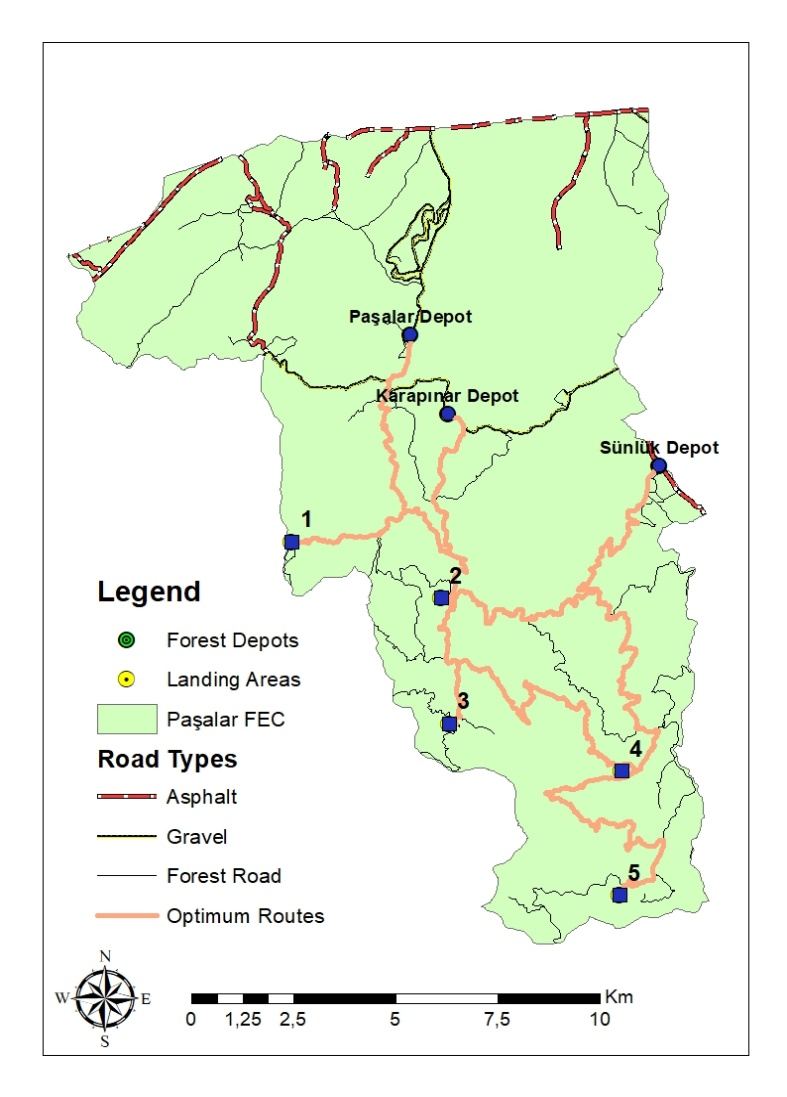 Paşalar Depot
Karapınar Depot
Sünlük Depot
1
2
3
4
5
Legend
Forest Depots
Landing Areas
Paşalar FEC
Road Types
Asphalt
Gravel
Forest Road
Optimum Routes
N
W E
S
Km
0 1,25 2,5 5 7,5 10